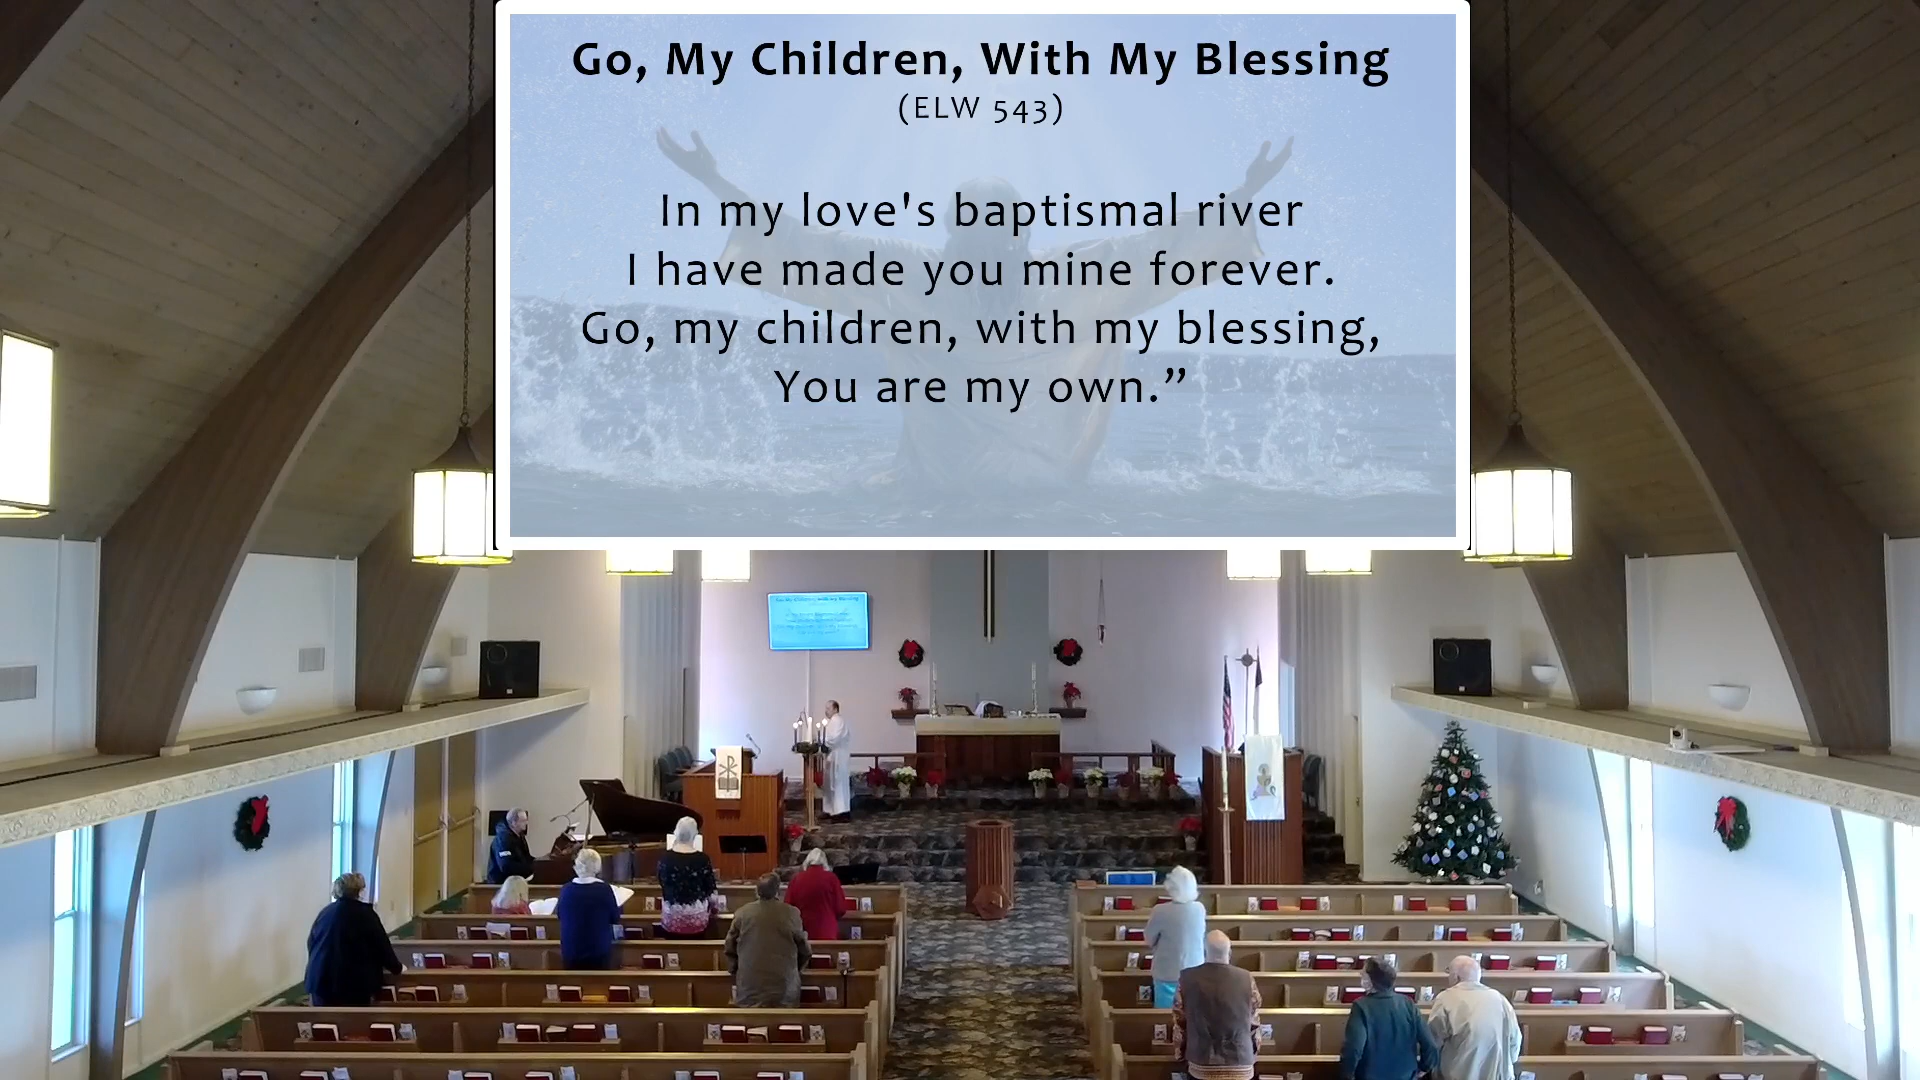 Go, My Children, With My Blessing
(ELW 543)
In my love's baptismal river
I have made you mine forever.
Go, my children, with my blessing,
You are my own.”